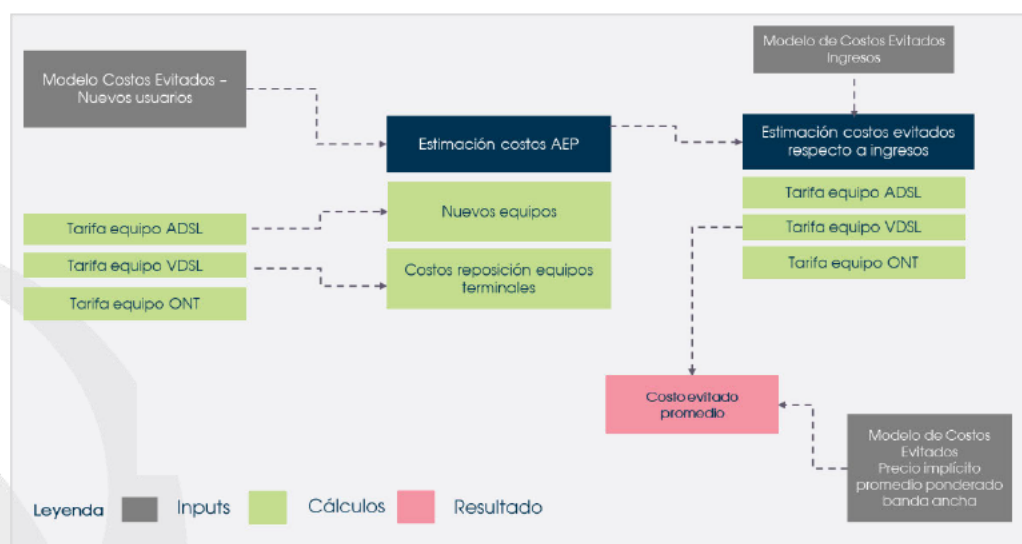 Modelo de Costos Evitados
Ingresos
Modelo Costos Evitados –
Nuevos usuarios
Estimación costos AEP
Estimación costos evitados
respecto a ingresos
Tarifa equipo ADSL
Nuevos equipos
Tarifa equipo VDSL
Tarifa equipo ADSL
Tarifa equipo VDSL
Costos reposición equipos
terminales
Tarifa equipo ONT
Tarifa equipo ONT
Costo evitado
promedio
Modelo de Costos
Evitados
Precio implícito
promedio ponderado
banda ancha
Leyenda
Inputs
Cálculos
Resultado